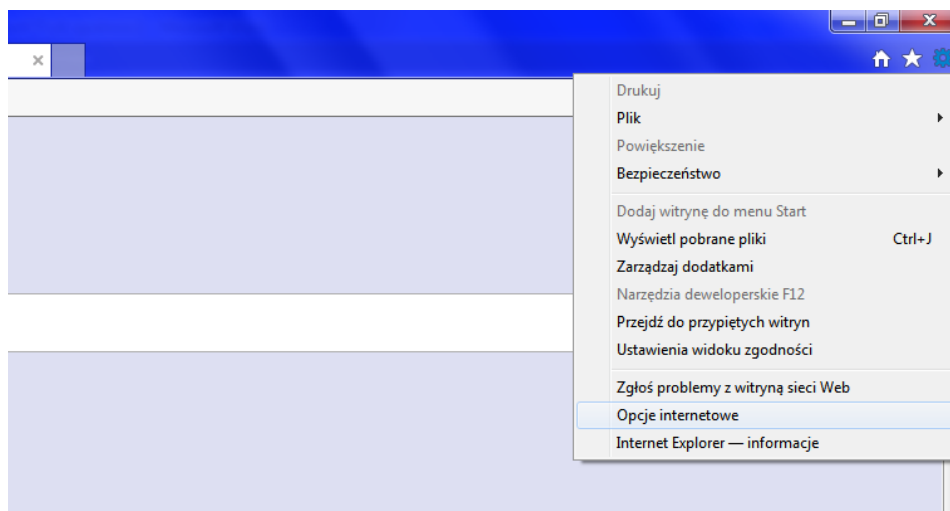 Drukuj
Plik
Powiększenie
Bezpieczeństwo
Dodaj witrynę do menu Start
Wyświetl pobrane pliki Ctrl+J
Zarządzaj dodatkami
Narzędzia deweloperskie F12
Przejdź do przypiętych witryn
Ustawienia widoku zgodności
Zgłoś problemy z witryną sieci Web
Opcje internetowe
Internet Explorer — informacje